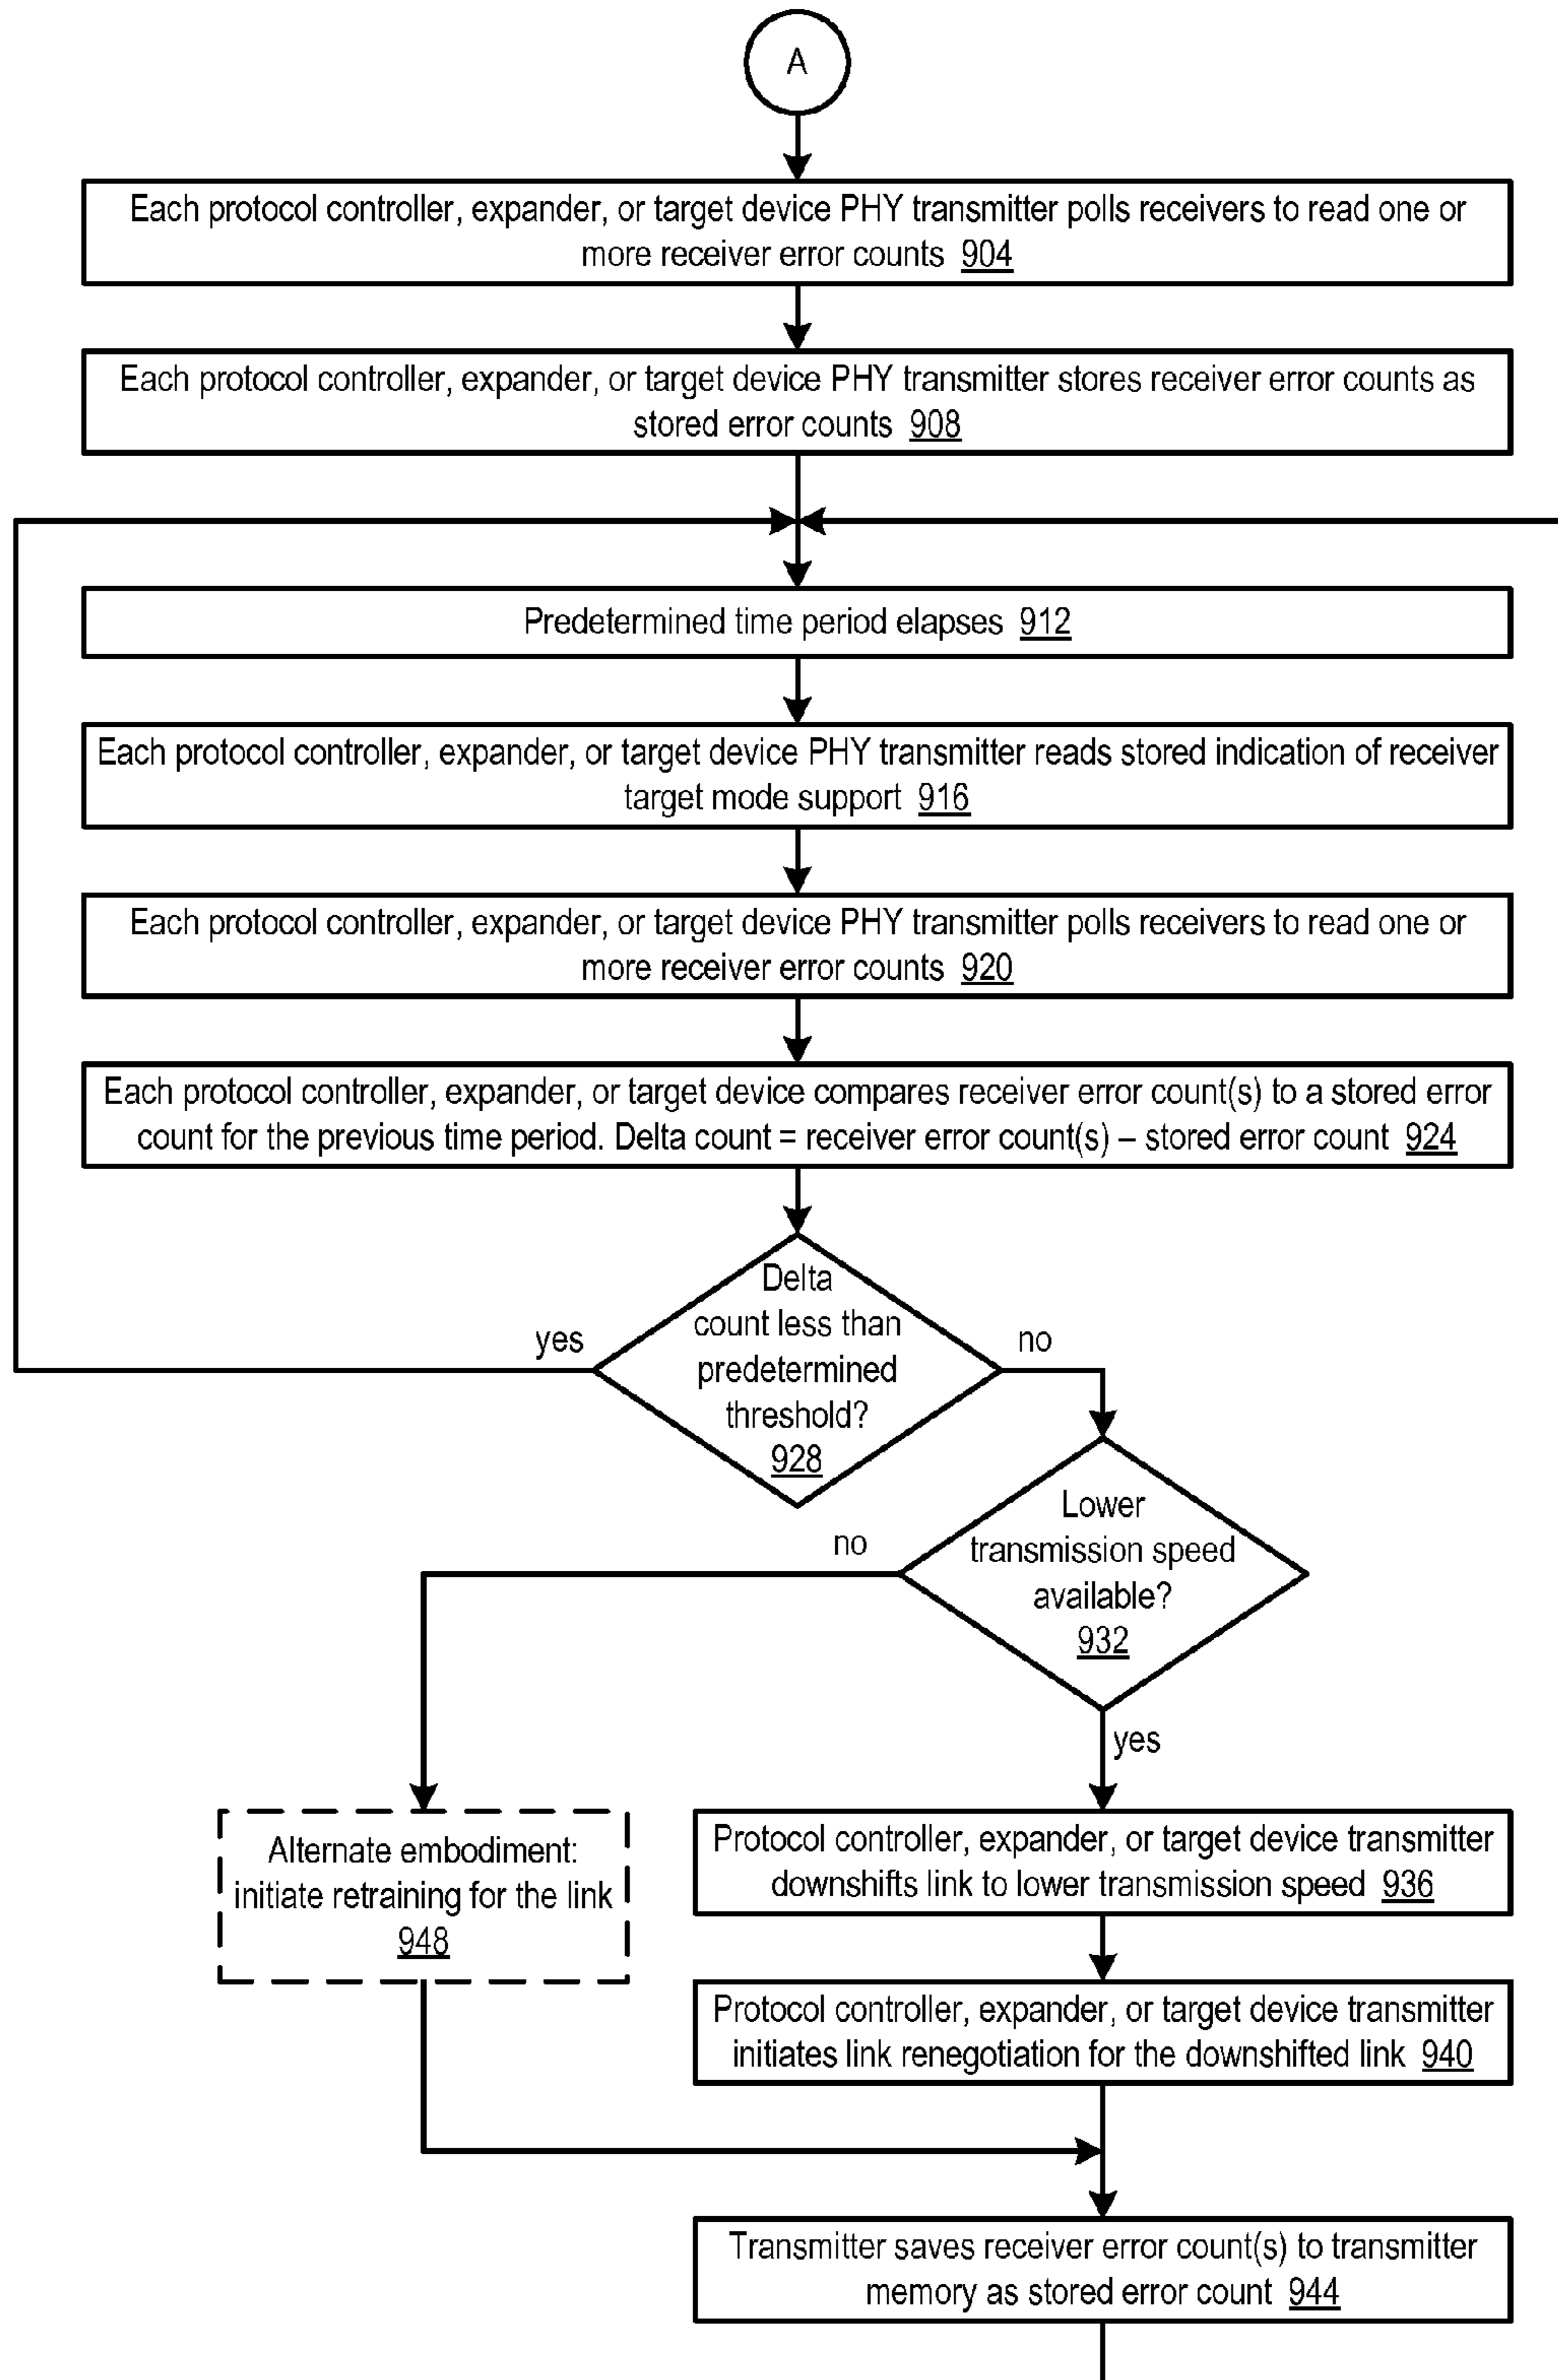 A
Each protocol controller, expander, or target device PHY transmitter polls receivers to read one or
more receiver error counts 904
Each protocol controller, expander, or target device PHY transmitter stores receiver error counts as
stored error counts 908
Predetermined time period elapses 912
Each protocol controller, expander, or target device PHY transmitter reads stored indication of receiver
target mode support 916
Each protocol controller, expander, or target device PHY transmitter polls receivers to read one or
more receiver error counts 920
Each protocol controller, expander, or target device compares receiver error count(s) to a stored error
count for the previous time period. Delta count = receiver error count(s) – stored error count 924
Delta
count less than
predetermined
threshold?
928
yes
no
Lower
transmission speed
available?
932
no
yes
Alternate embodiment:
initiate retraining for the link
948
Protocol controller, expander, or target device transmitter
downshifts link to lower transmission speed 936
Protocol controller, expander, or target device transmitter
initiates link renegotiation for the downshifted link 940
Transmitter saves receiver error count(s) to transmitter
memory as stored error count 944